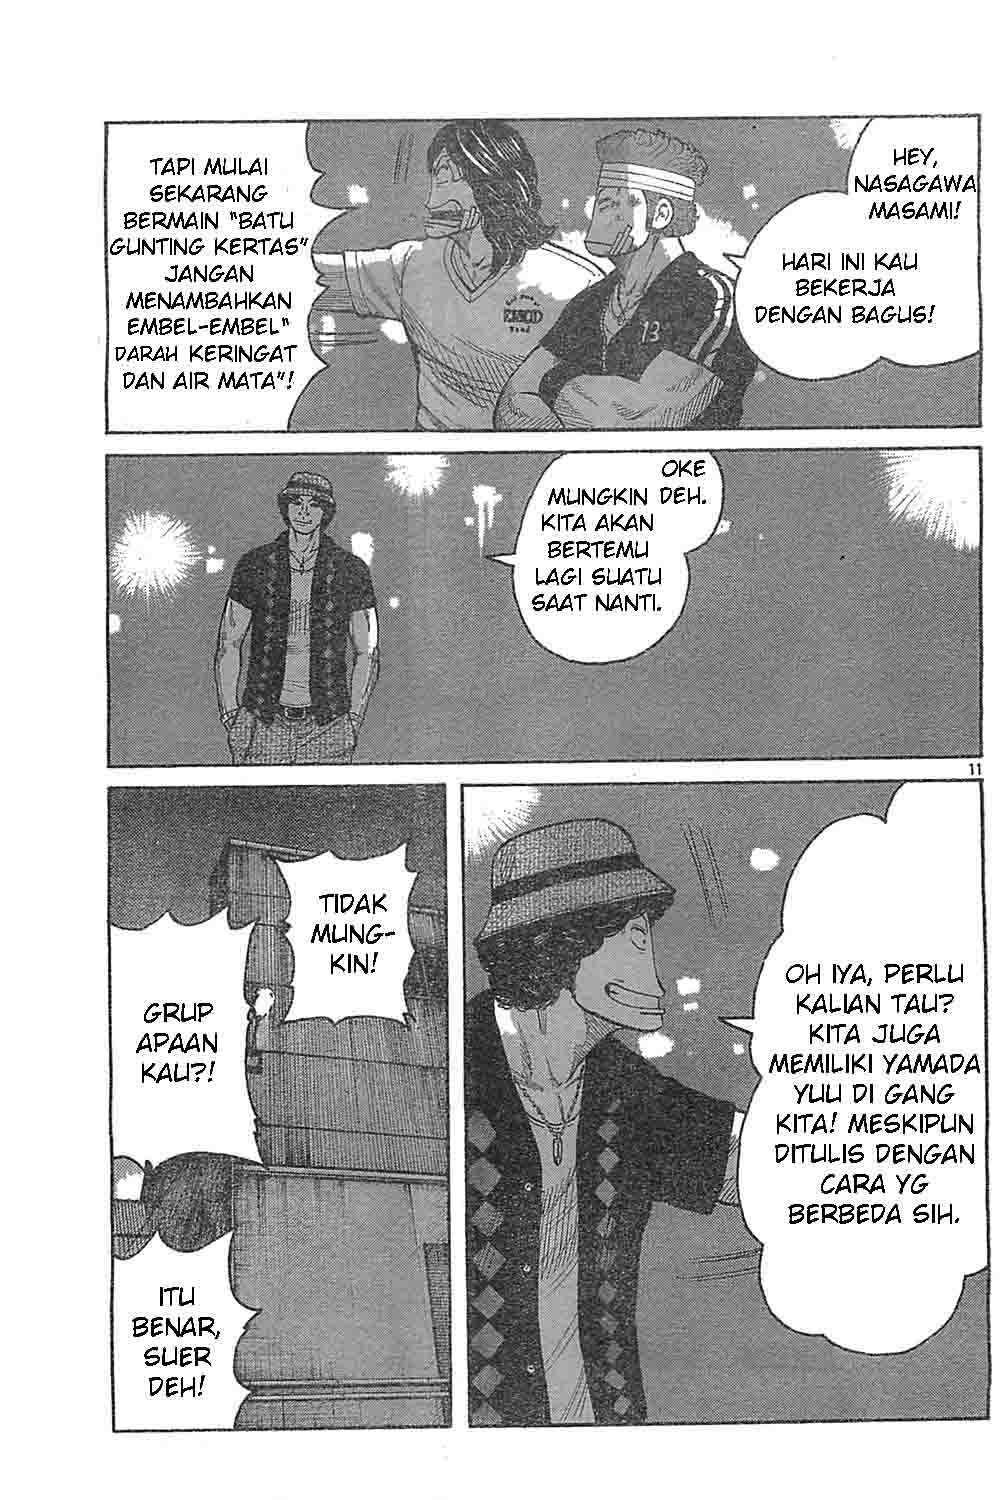 HEY,
NASAGAWA
MASAMI!
HARI INI KAU
BEKERJA
DENGAN BAGUS!
TAPI MULAI
SEKARANG
BERMAIN "BATU
GUNTING KERTAS"
JANGAN
MENAMBAHKAN
EMBEL-EMBEL"
DARAH KERINGAT
DAN AIR MATA"!
13
OKE
MUNGKIN DEH.
KITA AKAN
BERTEMU
LAGI SUATU
SAAT NANTI.
11
OH IYA, PERLU
KALIAN TAU?
KITA JUGA
MEMILIKI YAMADA
YUU DI GANG
KITA! MESKIPUN
DITULIS DENGAN
CARA YG
BERBEDA SIH.
TIDAK
MUNG-
KIN!
GRUP
APAAN
KAU?!
ITU
BENAR,
SUER
DEH!